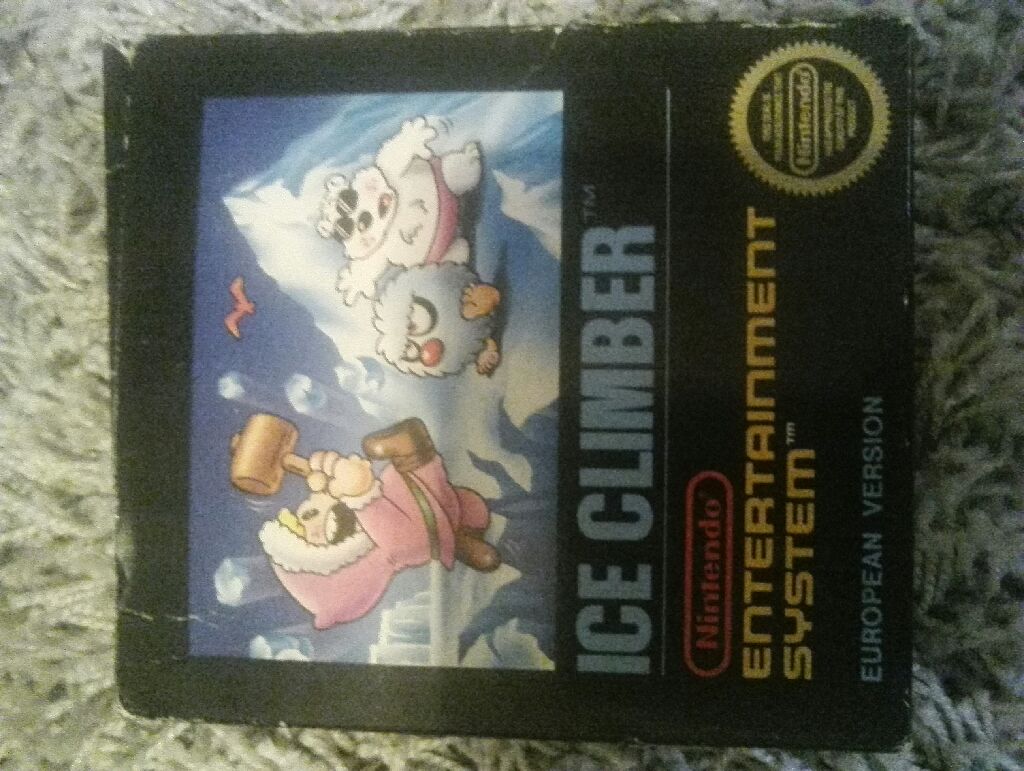 ICE CLIMBER™
Nintendo®
ENTERTAINMENT
SYSTEM™
EUROPEAN VERSION
Nintendo